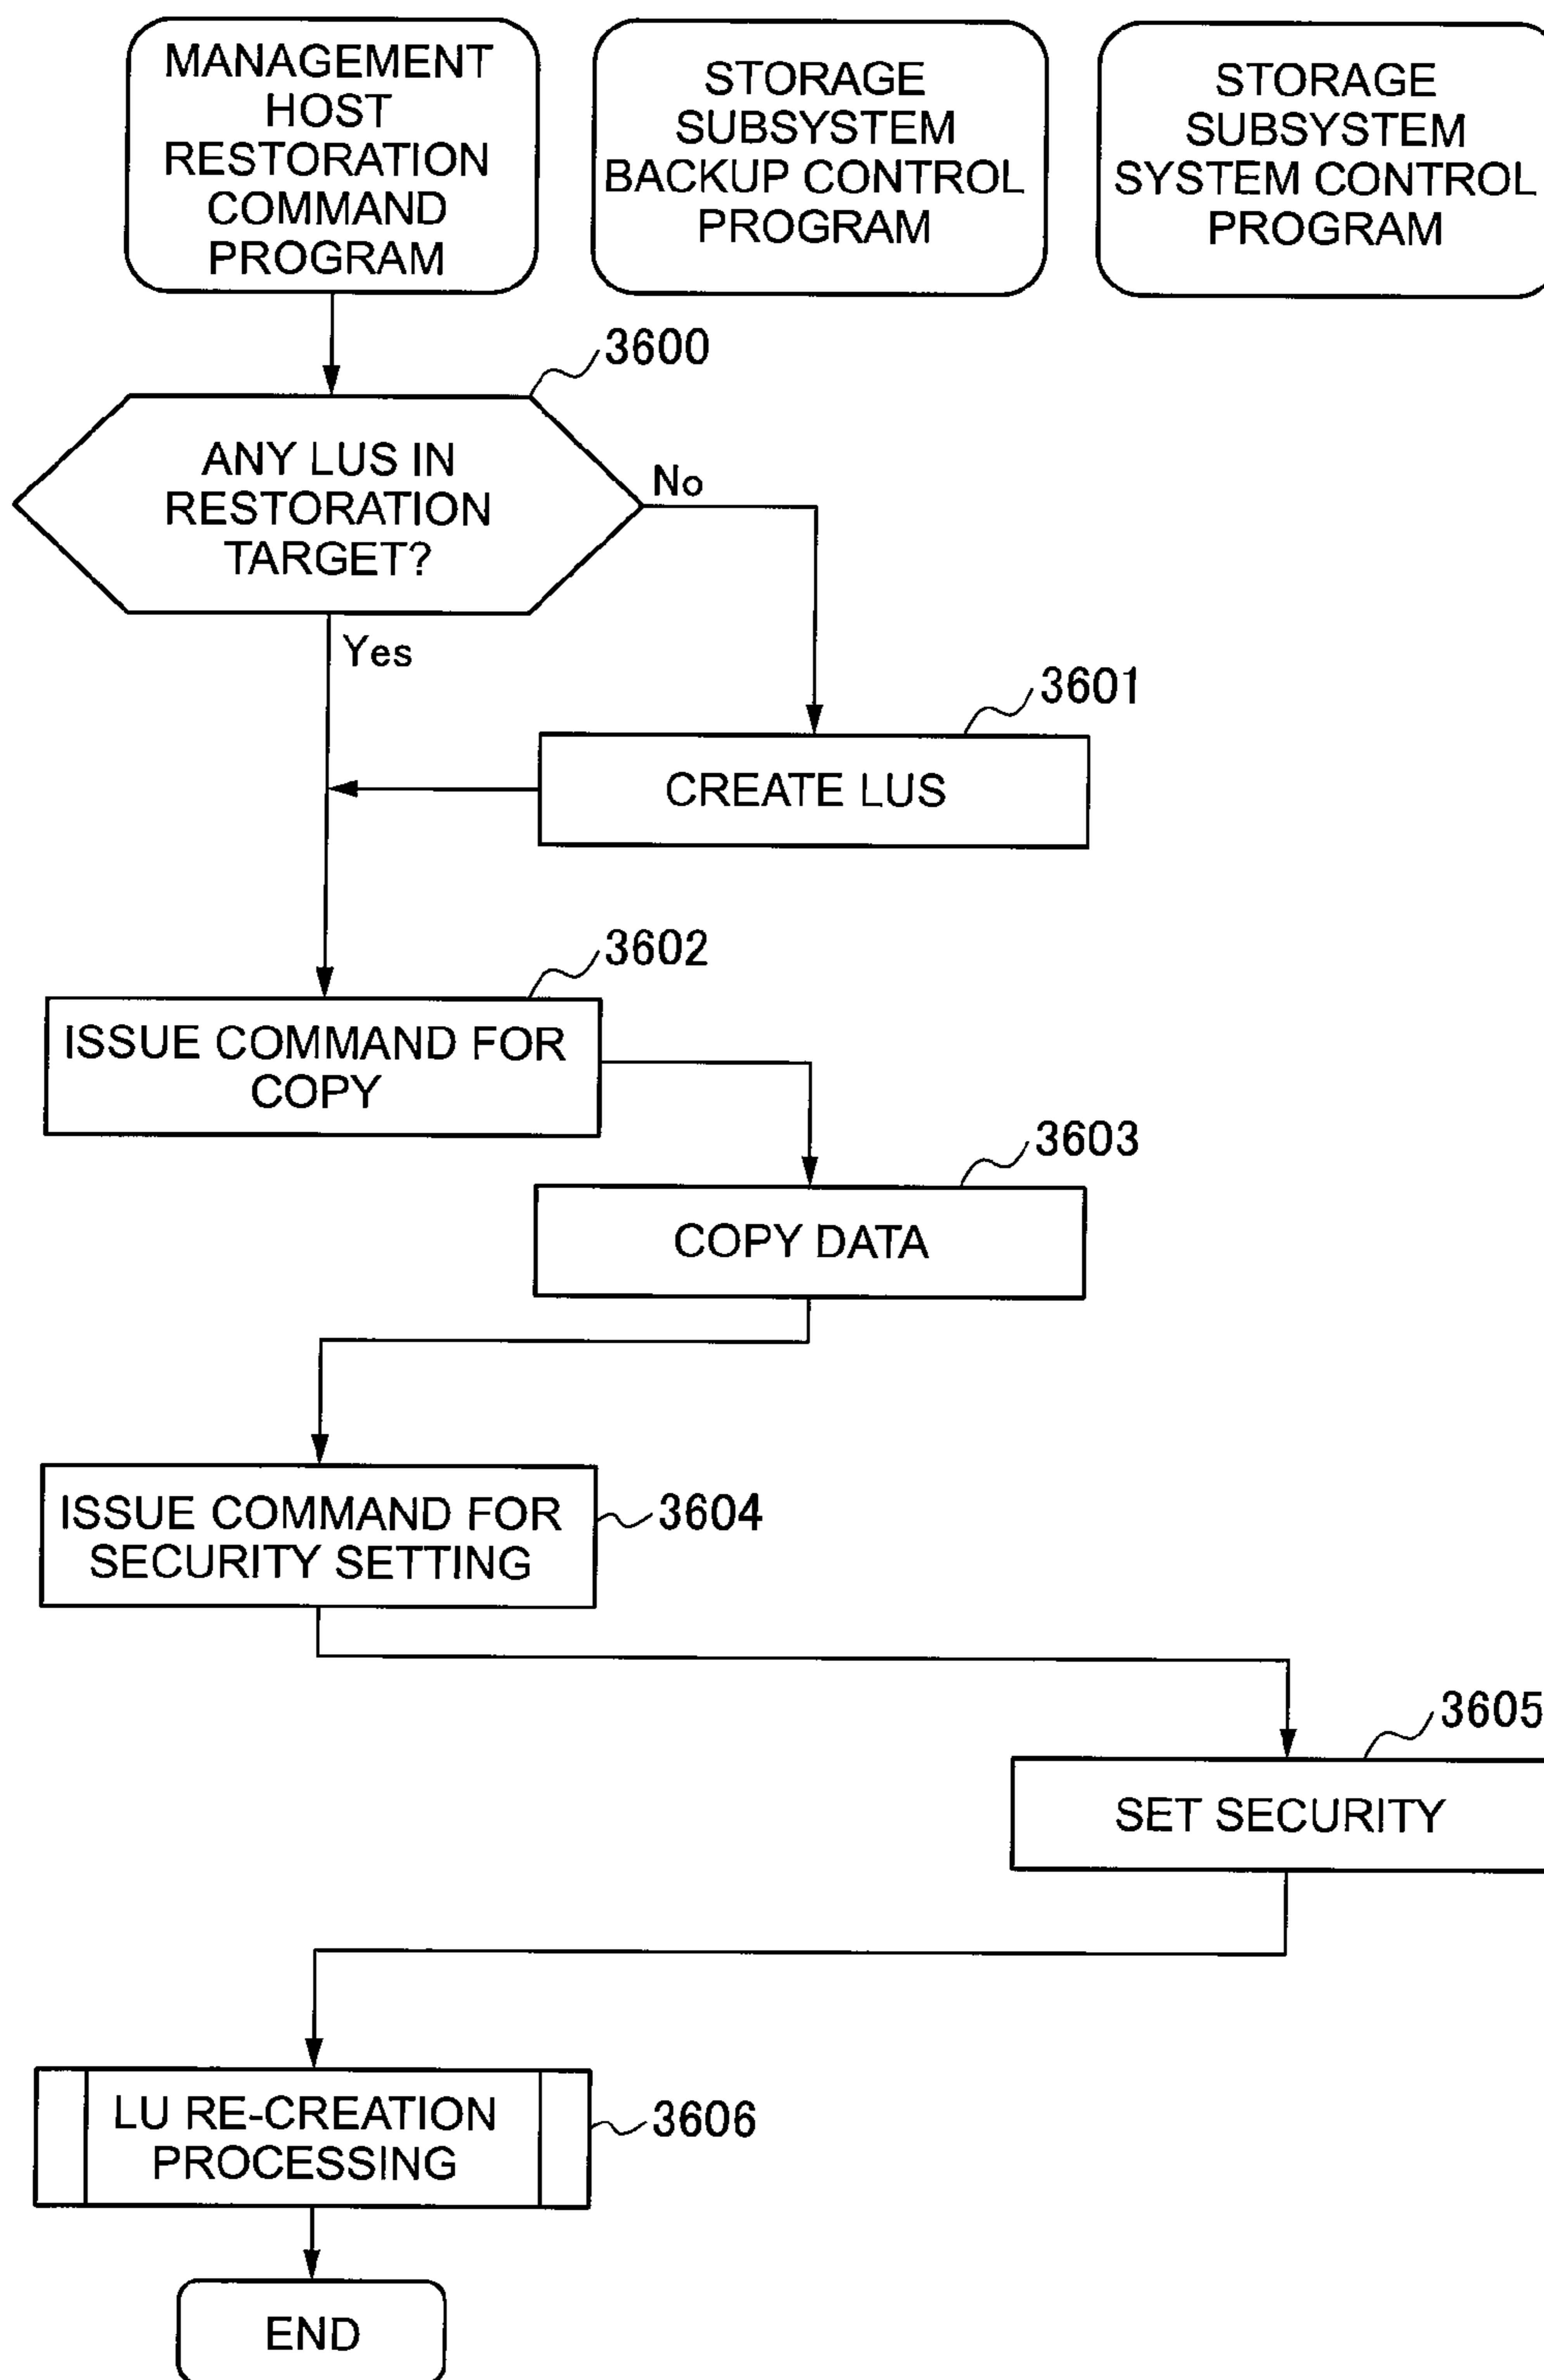 MANAGEMENT
HOST
RESTORATION
COMMAND
PROGRAM
STORAGE
SUBSYSTEM
BACKUP CONTROL
PROGRAM
STORAGE
SUBSYSTEM
SYSTEM CONTROL
PROGRAM
3600
ANY LUS IN
RESTORATION
TARGET?
No
Yes
3601
CREATE LUS
3602
ISSUE COMMAND FOR
COPY
3603
COPY DATA
ISSUE COMMAND FOR
SECURITY SETTING
3604
3605
SET SECURITY
LU RE-CREATION
PROCESSING
3606
END